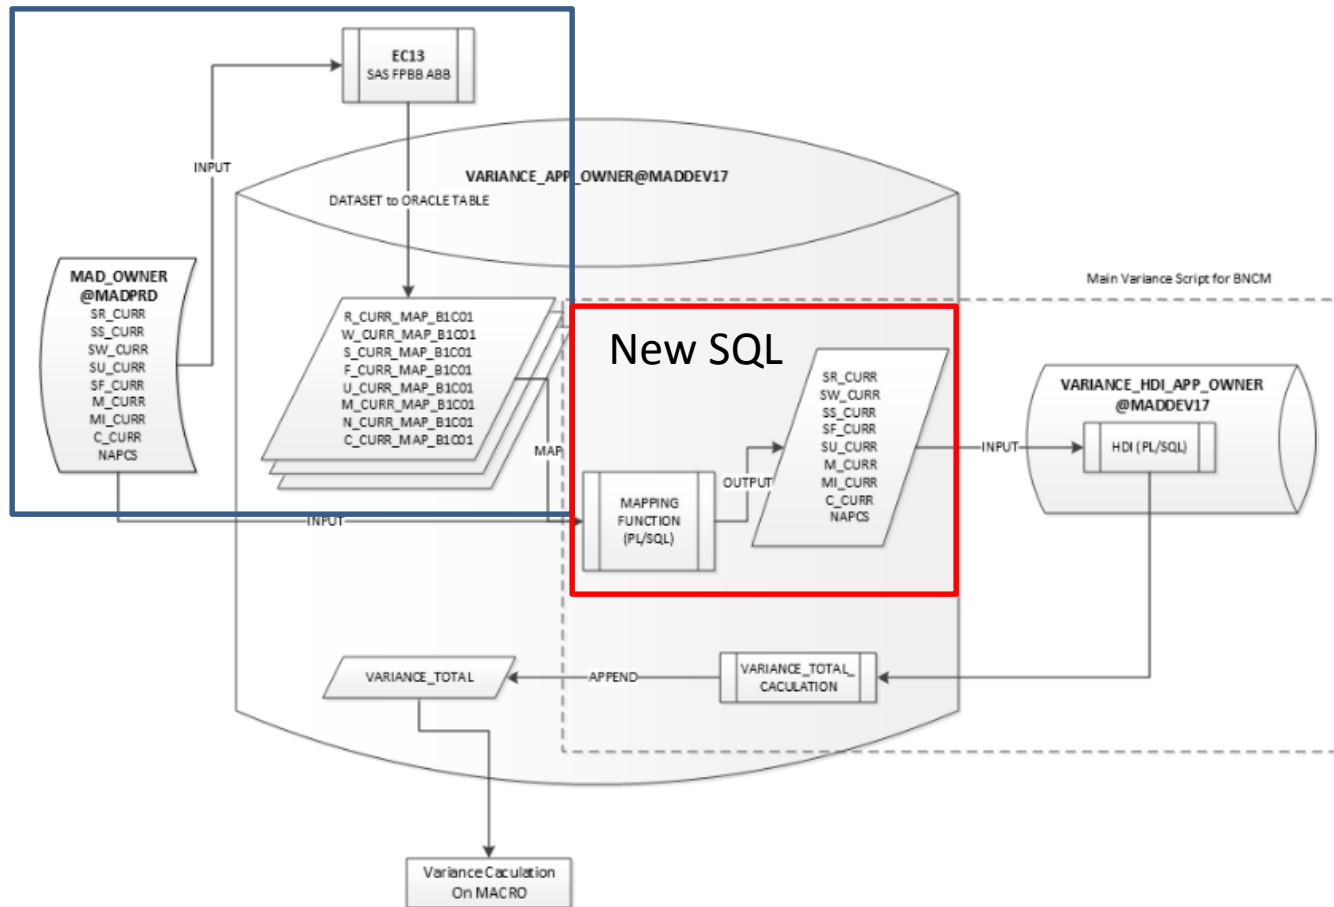 EC13
SAS FPBB ABB
INPUT
VARIANCE_APP_OWNER@MADDEV17
DATASET to ORACLE TABLE
MAD_OWNER
@MADPRD
SR_CURR
SS_CURR
SW_CURR
SU_CURR
SF_CURR
M_CURR
MI_CURR
C_CURR
NAPCS
R_CURR_MAP_B1C01
W_CURR_MAP_B1C01
S_CURR_MAP_B1C01
F_CURR_MAP_B1C01
U_CURR_MAP_B1C01
M_CURR_MAP_B1C01
N_CURR_MAP_B1C01
C_CURR_MAP_B1C01
Main Variance Script for BNCM
New SQL
SR_CURR
SW_CURR
SS_CURR
SF_CURR
SU_CURR
M_CURR
MI_CURR
C_CURR
NAPCS
VARIANCE_HDI_APP_OWNER
@MADDEV17
HDI (PL/SQL)
INPUT
MAP
OUTPUT
MAPPING
FUNCTION
(PL/SQL)
INPUT
VARIANCE_TOTAL
APPEND
VARIANCE_TOTAL_
CACULATION
Variance Caculation
On MACRO